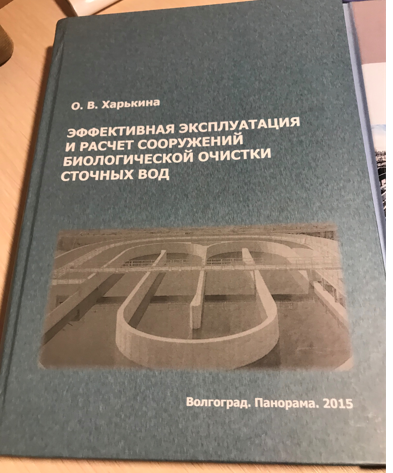 О. В. Харькина
ЭФФЕКТИВНАЯ ЭКСПЛУАТАЦИЯ
И РАСЧЕТ СООРУЖЕНИЙ
БИОЛОГИЧЕСКОЙ ОЧИСТКИ
СТОЧНЫХ ВОД
Волгоград. Панорама. 2015